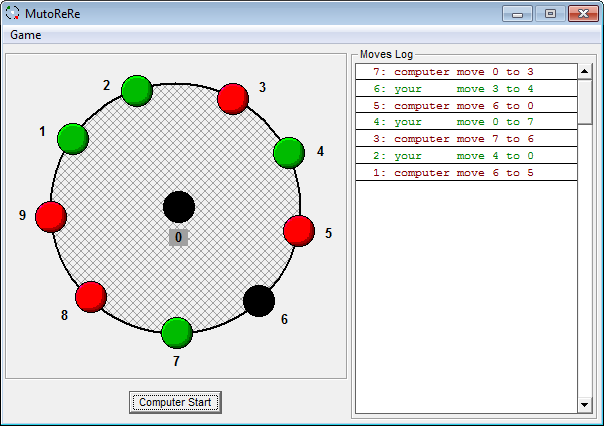 MutoReRe
Game
Moves Log
7: computer move 0 to 3
6: your move 3 to 4
5: computer move 6 to 0
4: your move 0 to 7
3: computer move 7 to 6
2: your move 4 to 0
1: computer move 6 to 5
2
3
1
4
9
5
0
8
6
7
Computer Start